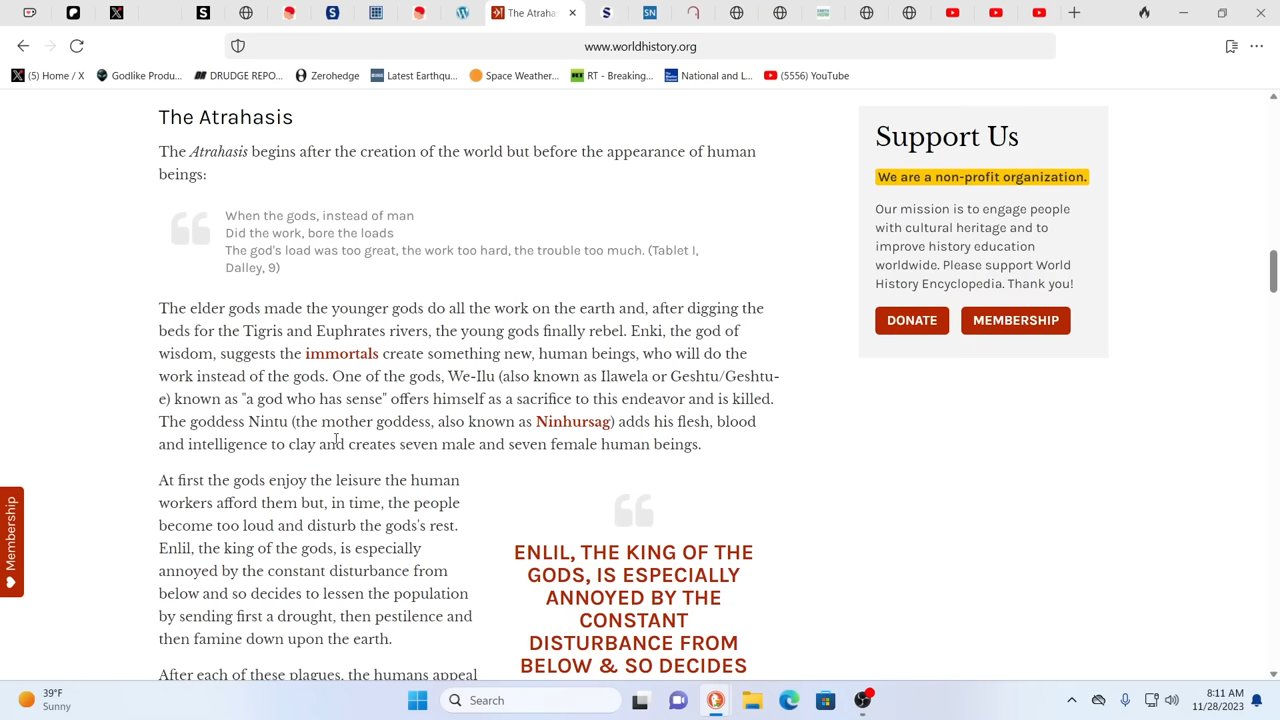 The Atraha
www.worldhistory.org
(5) Home / X
Godlike Produ...
DRUDGE REPO...
Zerohedge
Latest Earthqu...
Space Weather...
RT - Breaking...
National and L...
(5556) YouTube
The Atrahasis
The Atrahasis begins after the creation of the world but before the appearance of human
beings:
When the gods, instead of man
Did the work, bore the loads
The god's load was too great, the work too hard, the trouble too much. (Tablet I,
Dalley, 9)
The elder gods made the younger gods do all the work on the earth and, after digging the
beds for the Tigris and Euphrates rivers, the young gods finally rebel. Enki, the god of
wisdom, suggests the immortals create something new, human beings, who will do the
work instead of the gods. One of the gods, We-Ilu (also known as Ilawela or Geshtu/Geshtu-
e) known as "a god who has sense" offers himself as a sacrifice to this endeavor and is killed.
The goddess Nintu (the mother goddess, also known as Ninhursag) adds his flesh, blood
and intelligence to clay and creates seven male and seven female human beings.
At first the gods enjoy the leisure the human
workers afford them but, in time, the people
become too loud and disturb the gods's rest.
Enlil, the king of the gods, is especially
annoyed by the constant disturbance from
below and so decides to lessen the population
by sending first a drought, then pestilence and
then famine down upon the earth.
After each of these plagues, the humans appeal
ENLIL, THE KING OF THE
GODS, IS ESPECIALLY
ANNOYED BY THE
CONSTANT
DISTURBANCE FROM
BELOW & SO DECIDES
Support Us
We are a non-profit organization.
Our mission is to engage people
with cultural heritage and to
improve history education
worldwide. Please support World
History Encyclopedia. Thank you!
DONATE
MEMBERSHIP
Membership
39°F
Sunny
Search
8:11 AM
11/28/2023